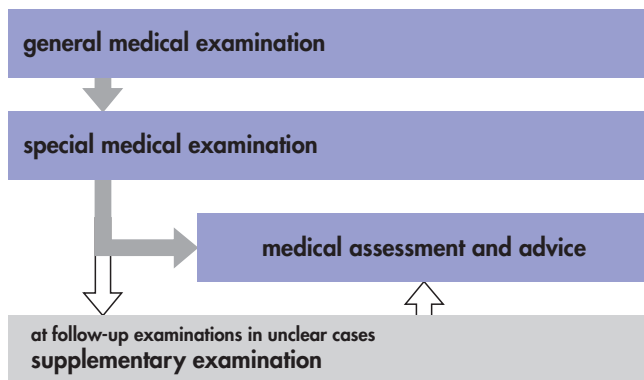 general medical examination
special medical examination
medical assessment and advice
at follow-up examinations in unclear cases
supplementary examination